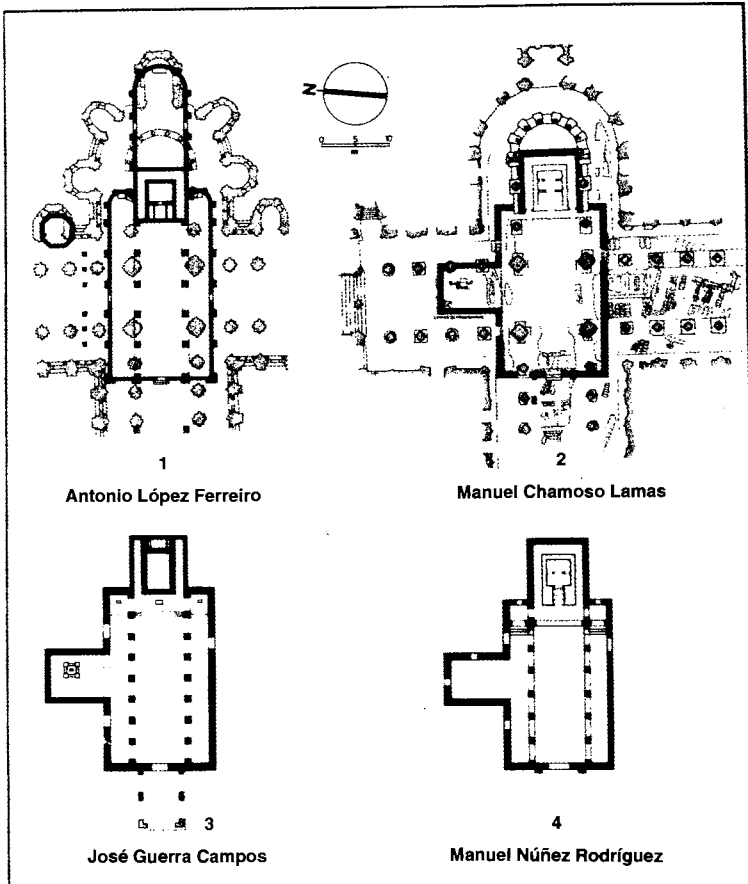 N
0 5 10
m
1
Antonio López Ferreiro
2
Manuel Chamoso Lamas
3
José Guerra Campos
4
Manuel Núñez Rodríguez